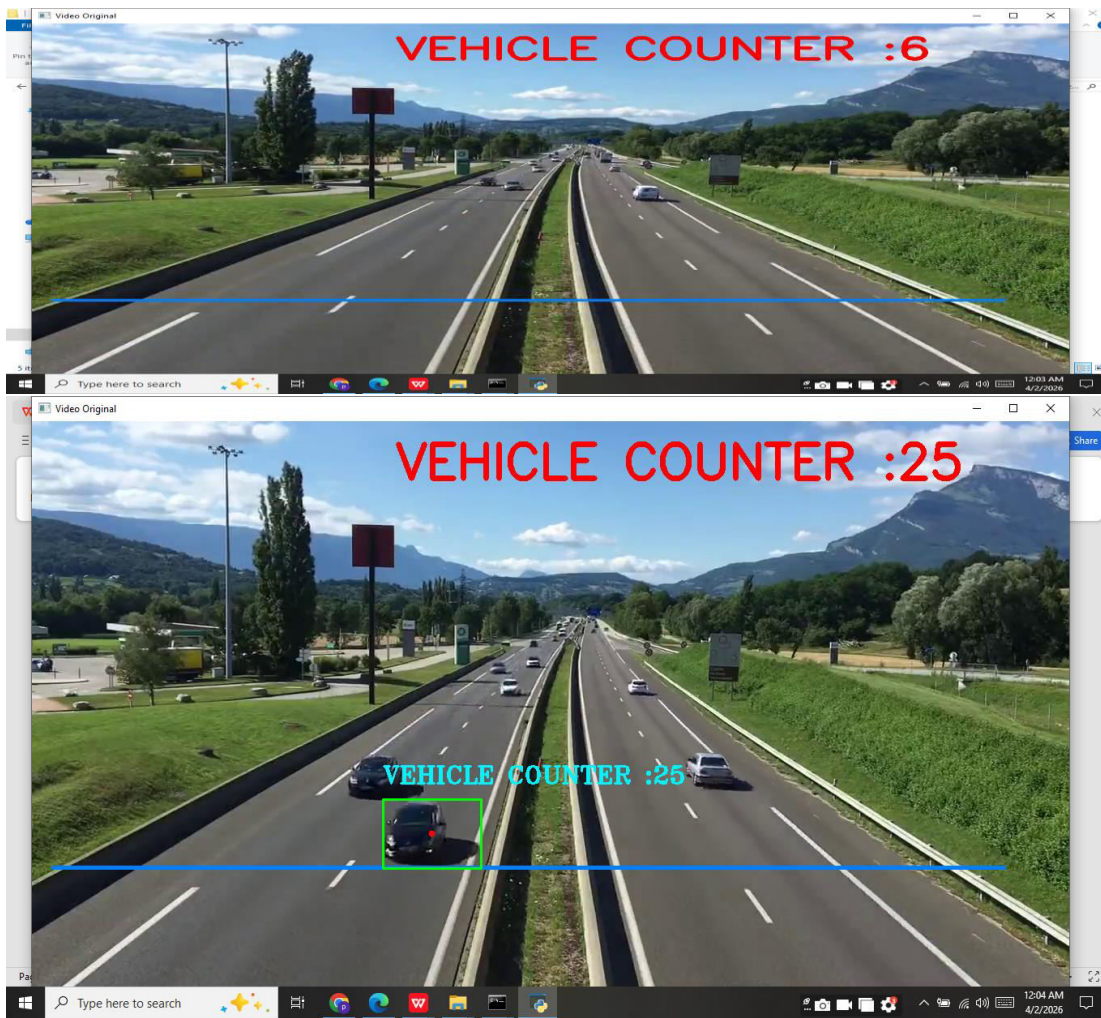 Video Original
VEHICLE COUNTER :6
Type here to search
12:03 AM
4/2/2026
Video Original
Share
VEHICLE COUNTER :25
VEHICLE COUNTER :25
Type here to search
12:04 AM
4/2/2026